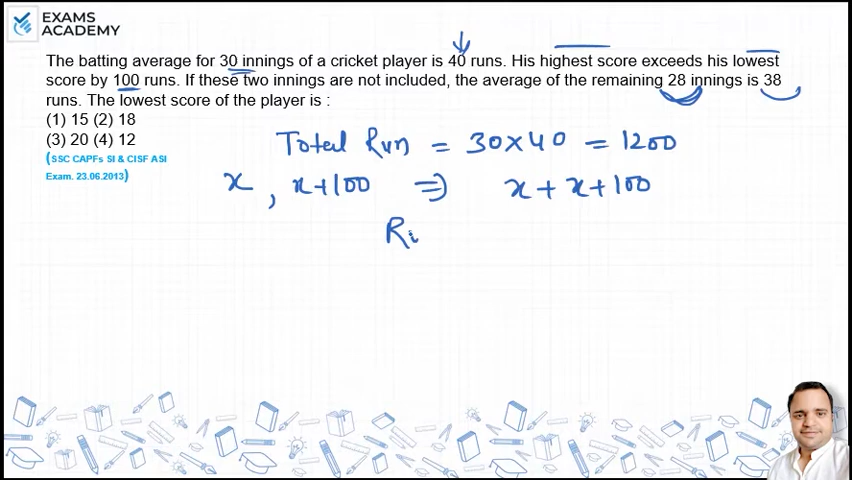 EXAMS
ACADEMY
The batting average for 30 innings of a cricket player is 40 runs. His highest score exceeds his lowest
score by 100 runs. If these two innings are not included, the average of the remaining 28 innings is 38
runs. The lowest score of the player is :
(1) 15 (2) 18
(3) 20 (4) 12
(SSC CAPFs SI & CISF ASI
Exam. 23.06.2013)
Total Run = 30×40 = 1200
x , x+100 ⇒ x + x + 100
Ri